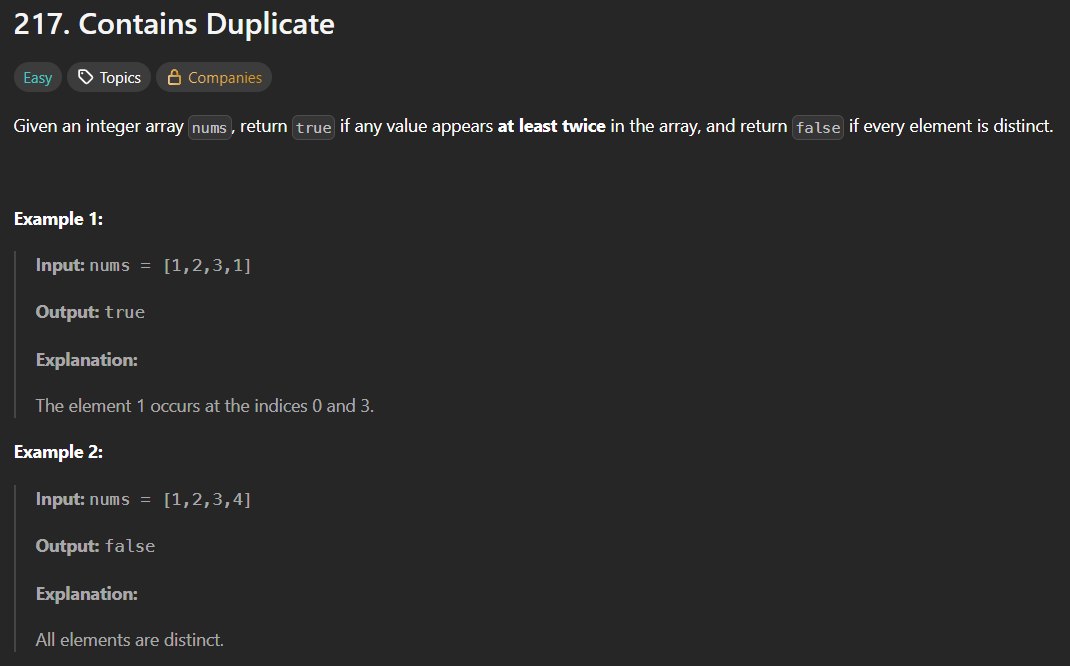 217. Contains Duplicate
Easy Topics Companies
Given an integer array nums, return true if any value appears at least twice in the array, and return false if every element is distinct.
Example 1:
Input: nums = [1,2,3,1]
Output: true
Explanation:
The element 1 occurs at the indices 0 and 3.
Example 2:
Input: nums = [1,2,3,4]
Output: false
Explanation:
All elements are distinct.